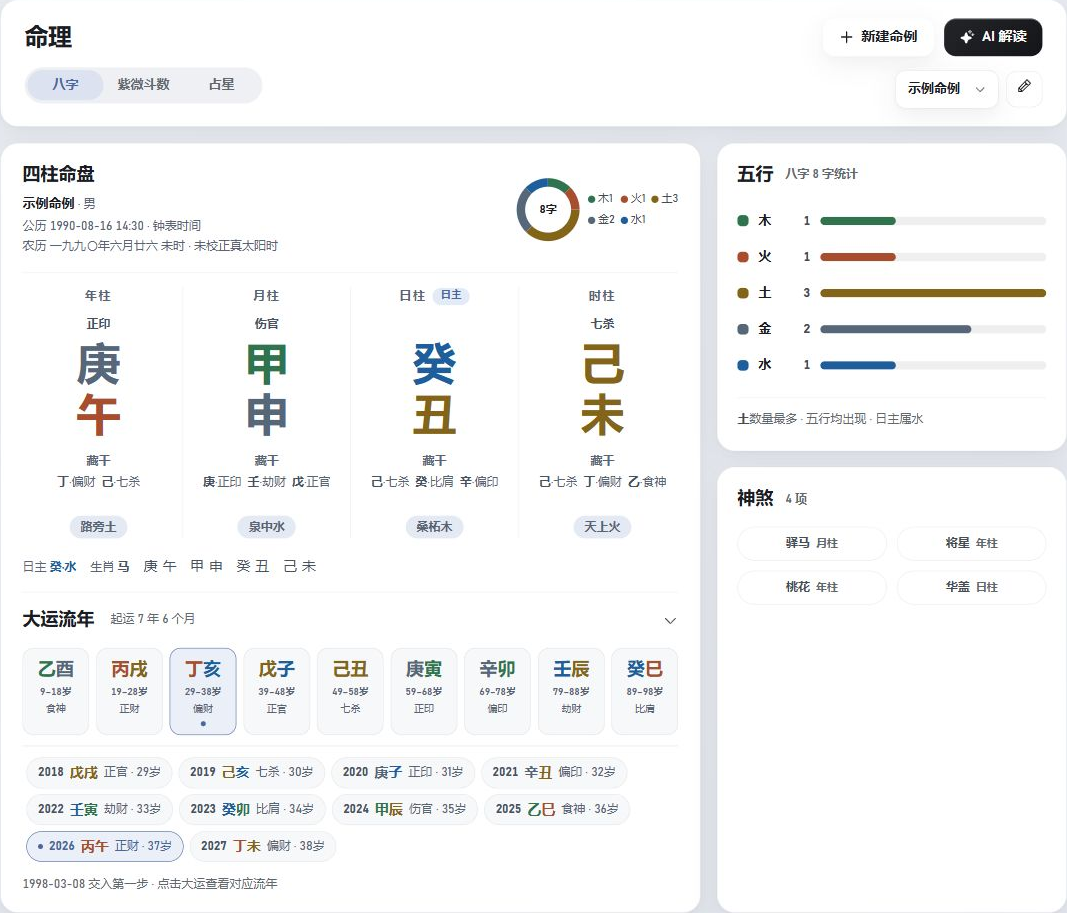 命理
新建命例
AI 解读
八字 紫微斗数 占星
示例命例
四柱命盘
示例命例 · 男
公历 1990-08-16 14:30 · 钟表时间
农历 一九九〇年六月廿六 未时 · 未校正真太阳时
8字
木1 火1 土3
金2 水1
年柱 月柱 日柱 日主 时柱
正印 伤官 七杀
庚 甲 癸 己
午 申 丑 未
藏干 藏干 藏干 藏干
丁·偏财 己·七杀 庚·正印 壬·劫财 戊·正官 己·七杀 癸·比肩 辛·偏印 己·七杀 丁·偏财 乙·食神
路旁土 泉中水 桑柘木 天上火
日主 癸·水 生肖 马 庚 午 甲 申 癸 丑 己 未
大运流年 起运 7 年 6 个月
乙酉 丙戌 丁亥 戊子 己丑 庚寅 辛卯 壬辰 癸巳
9-18岁 19-28岁 29-38岁 39-48岁 49-58岁 59-68岁 69-78岁 79-88岁 89-98岁
食神 正财 偏财 正官 七杀 正印 偏印 劫财 比肩
2018 戊戌 正官 · 29岁 2019 己亥 七杀 · 30岁 2020 庚子 正印 · 31岁 2021 辛丑 偏印 · 32岁
2022 壬寅 劫财 · 33岁 2023 癸卯 比肩 · 34岁 2024 甲辰 伤官 · 35岁 2025 乙巳 食神 · 36岁
2026 丙午 正财 · 37岁 2027 丁未 偏财 · 38岁
1998-03-08 交入第一步 · 点击大运查看对应流年
五行 八字 8 字统计
木 1
火 1
土 3
金 2
水 1
土数量最多 · 五行均出现 · 日主属水
神煞 4 项
驿马 月柱 将星 年柱
桃花 年柱 华盖 日柱